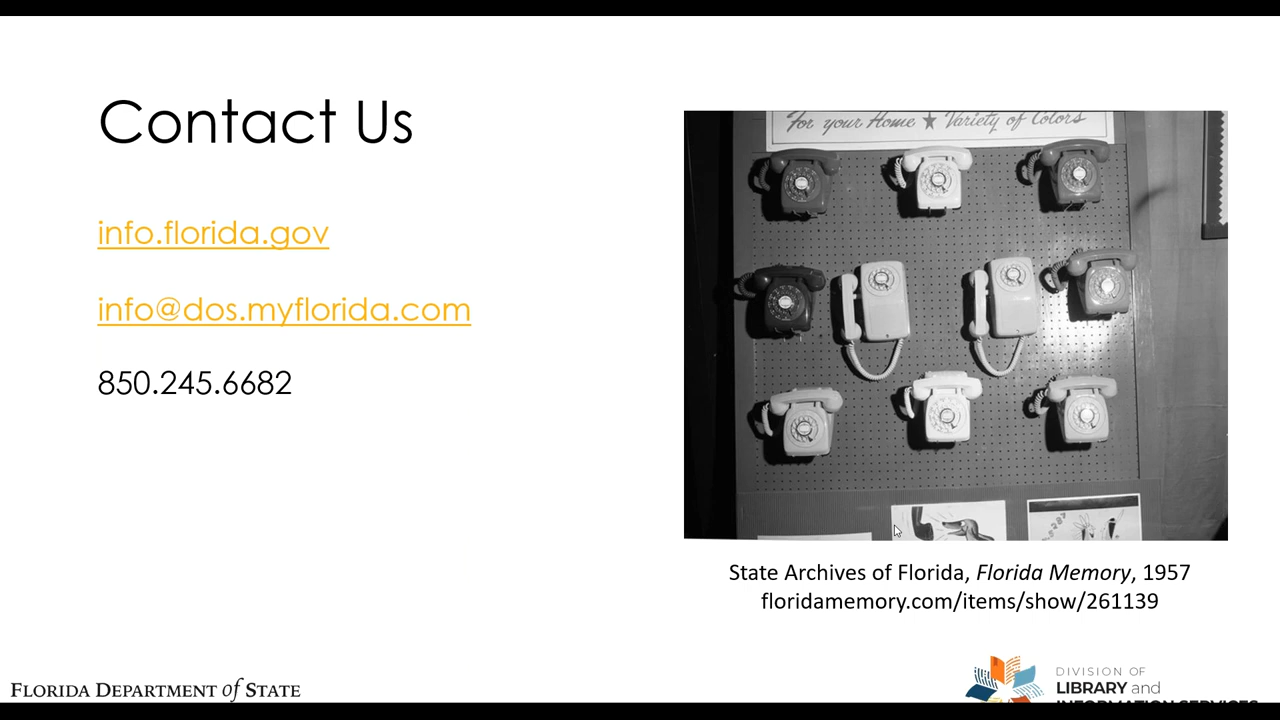 Contact Us
info.florida.gov
info@dos.myflorida.com
850.245.6682
For your Home ★ Variety of Colors
State Archives of Florida, Florida Memory, 1957
floridamemory.com/items/show/261139
FLORIDA DEPARTMENT of STATE
DIVISION OF
LIBRARY and
INFORMATION SERVICES